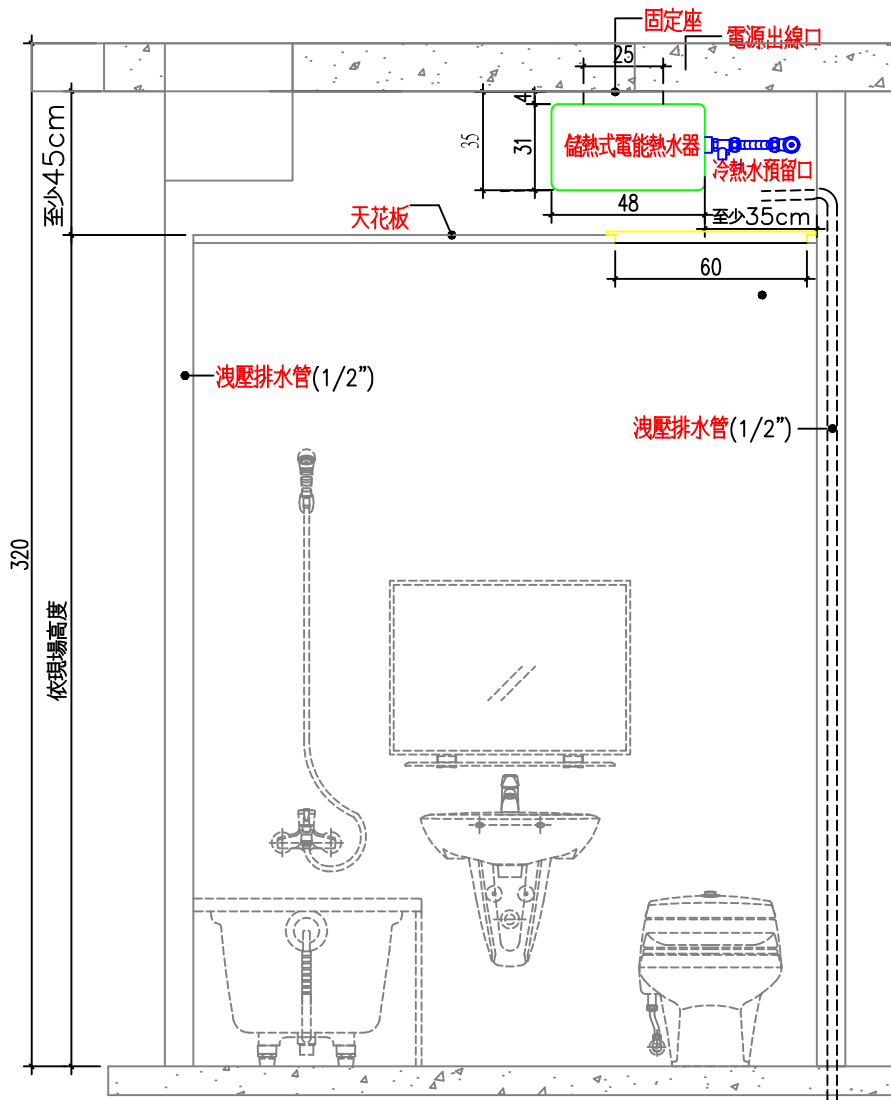 固定座
電源出線口
25
4
35
31
儲熱式電能熱水器
冷熱水預留口
至少45cm
48
天花板
至少35cm
60
洩壓排水管(1/2”)
洩壓排水管(1/2”)
320
依現場高度